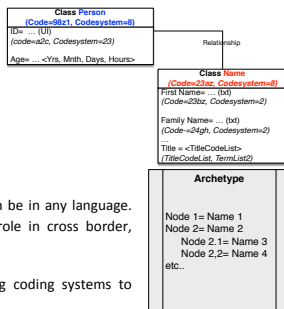 Class Person
(Code=98z1, Codesystem=8)
ID= ... (UI)
(code=a2c, Codesystem=23)
Age= ... <Yrs, Mnth, Days, Hours>
Relationship
Class Name
(Code=23az, Codesystem=8)
First Name= ... (txt)
(Code=23bz, Codesystem=2)
Family Name= ... (txt)
(Code-=24gh, Codesystem=2)
...
Title = <TitleCodeList>
(TitleCodeList, TermList2)
Archetype
Node 1= Name 1
Node 2= Name 2
Node 2.1= Name 3
Node 2,2= Name 4
etc..
be in any language.
role in cross border,
coding systems to